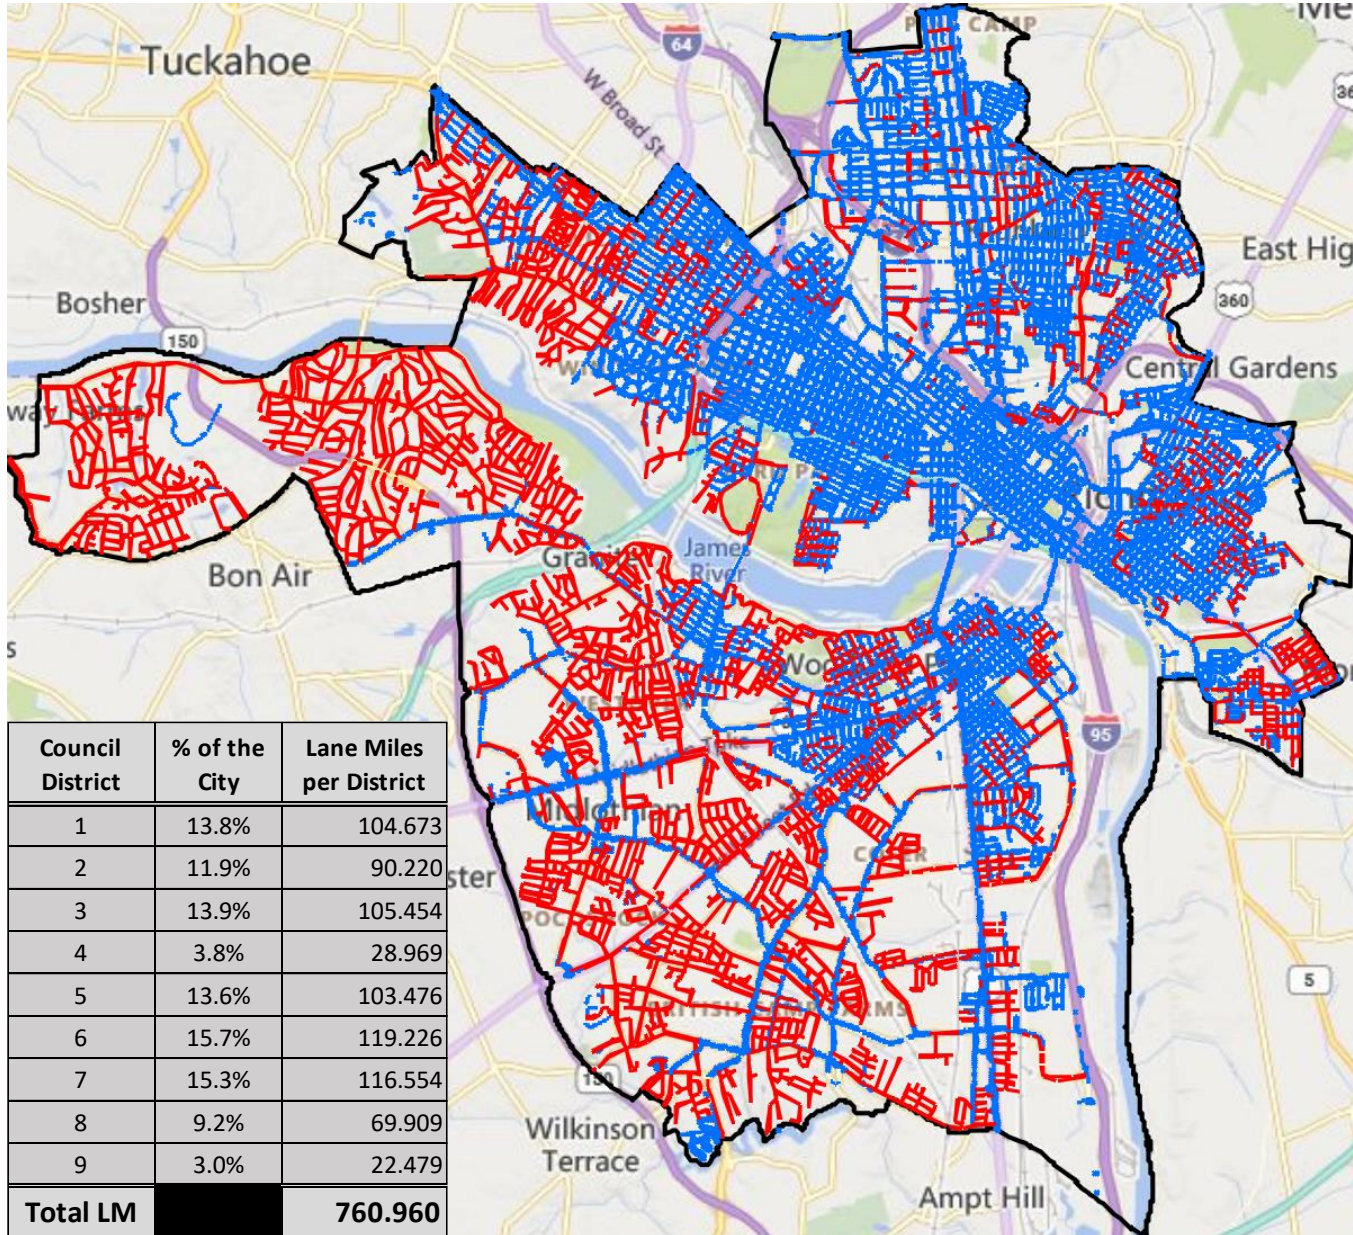 Tuckahoe
64
W Broad St
East Hig
360
Bosher
150
Central Gardens
Bon Air
Granite
James
River
95
Midlothian
ster
5
150
Wilkinson
Terrace
Ampt Hill
Council
District
% of the
City
Lane Miles
per District
1 13.8% 104.673
2 11.9% 90.220
3 13.9% 105.454
4 3.8% 28.969
5 13.6% 103.476
6 15.7% 119.226
7 15.3% 116.554
8 9.2% 69.909
9 3.0% 22.479
Total LM 760.960